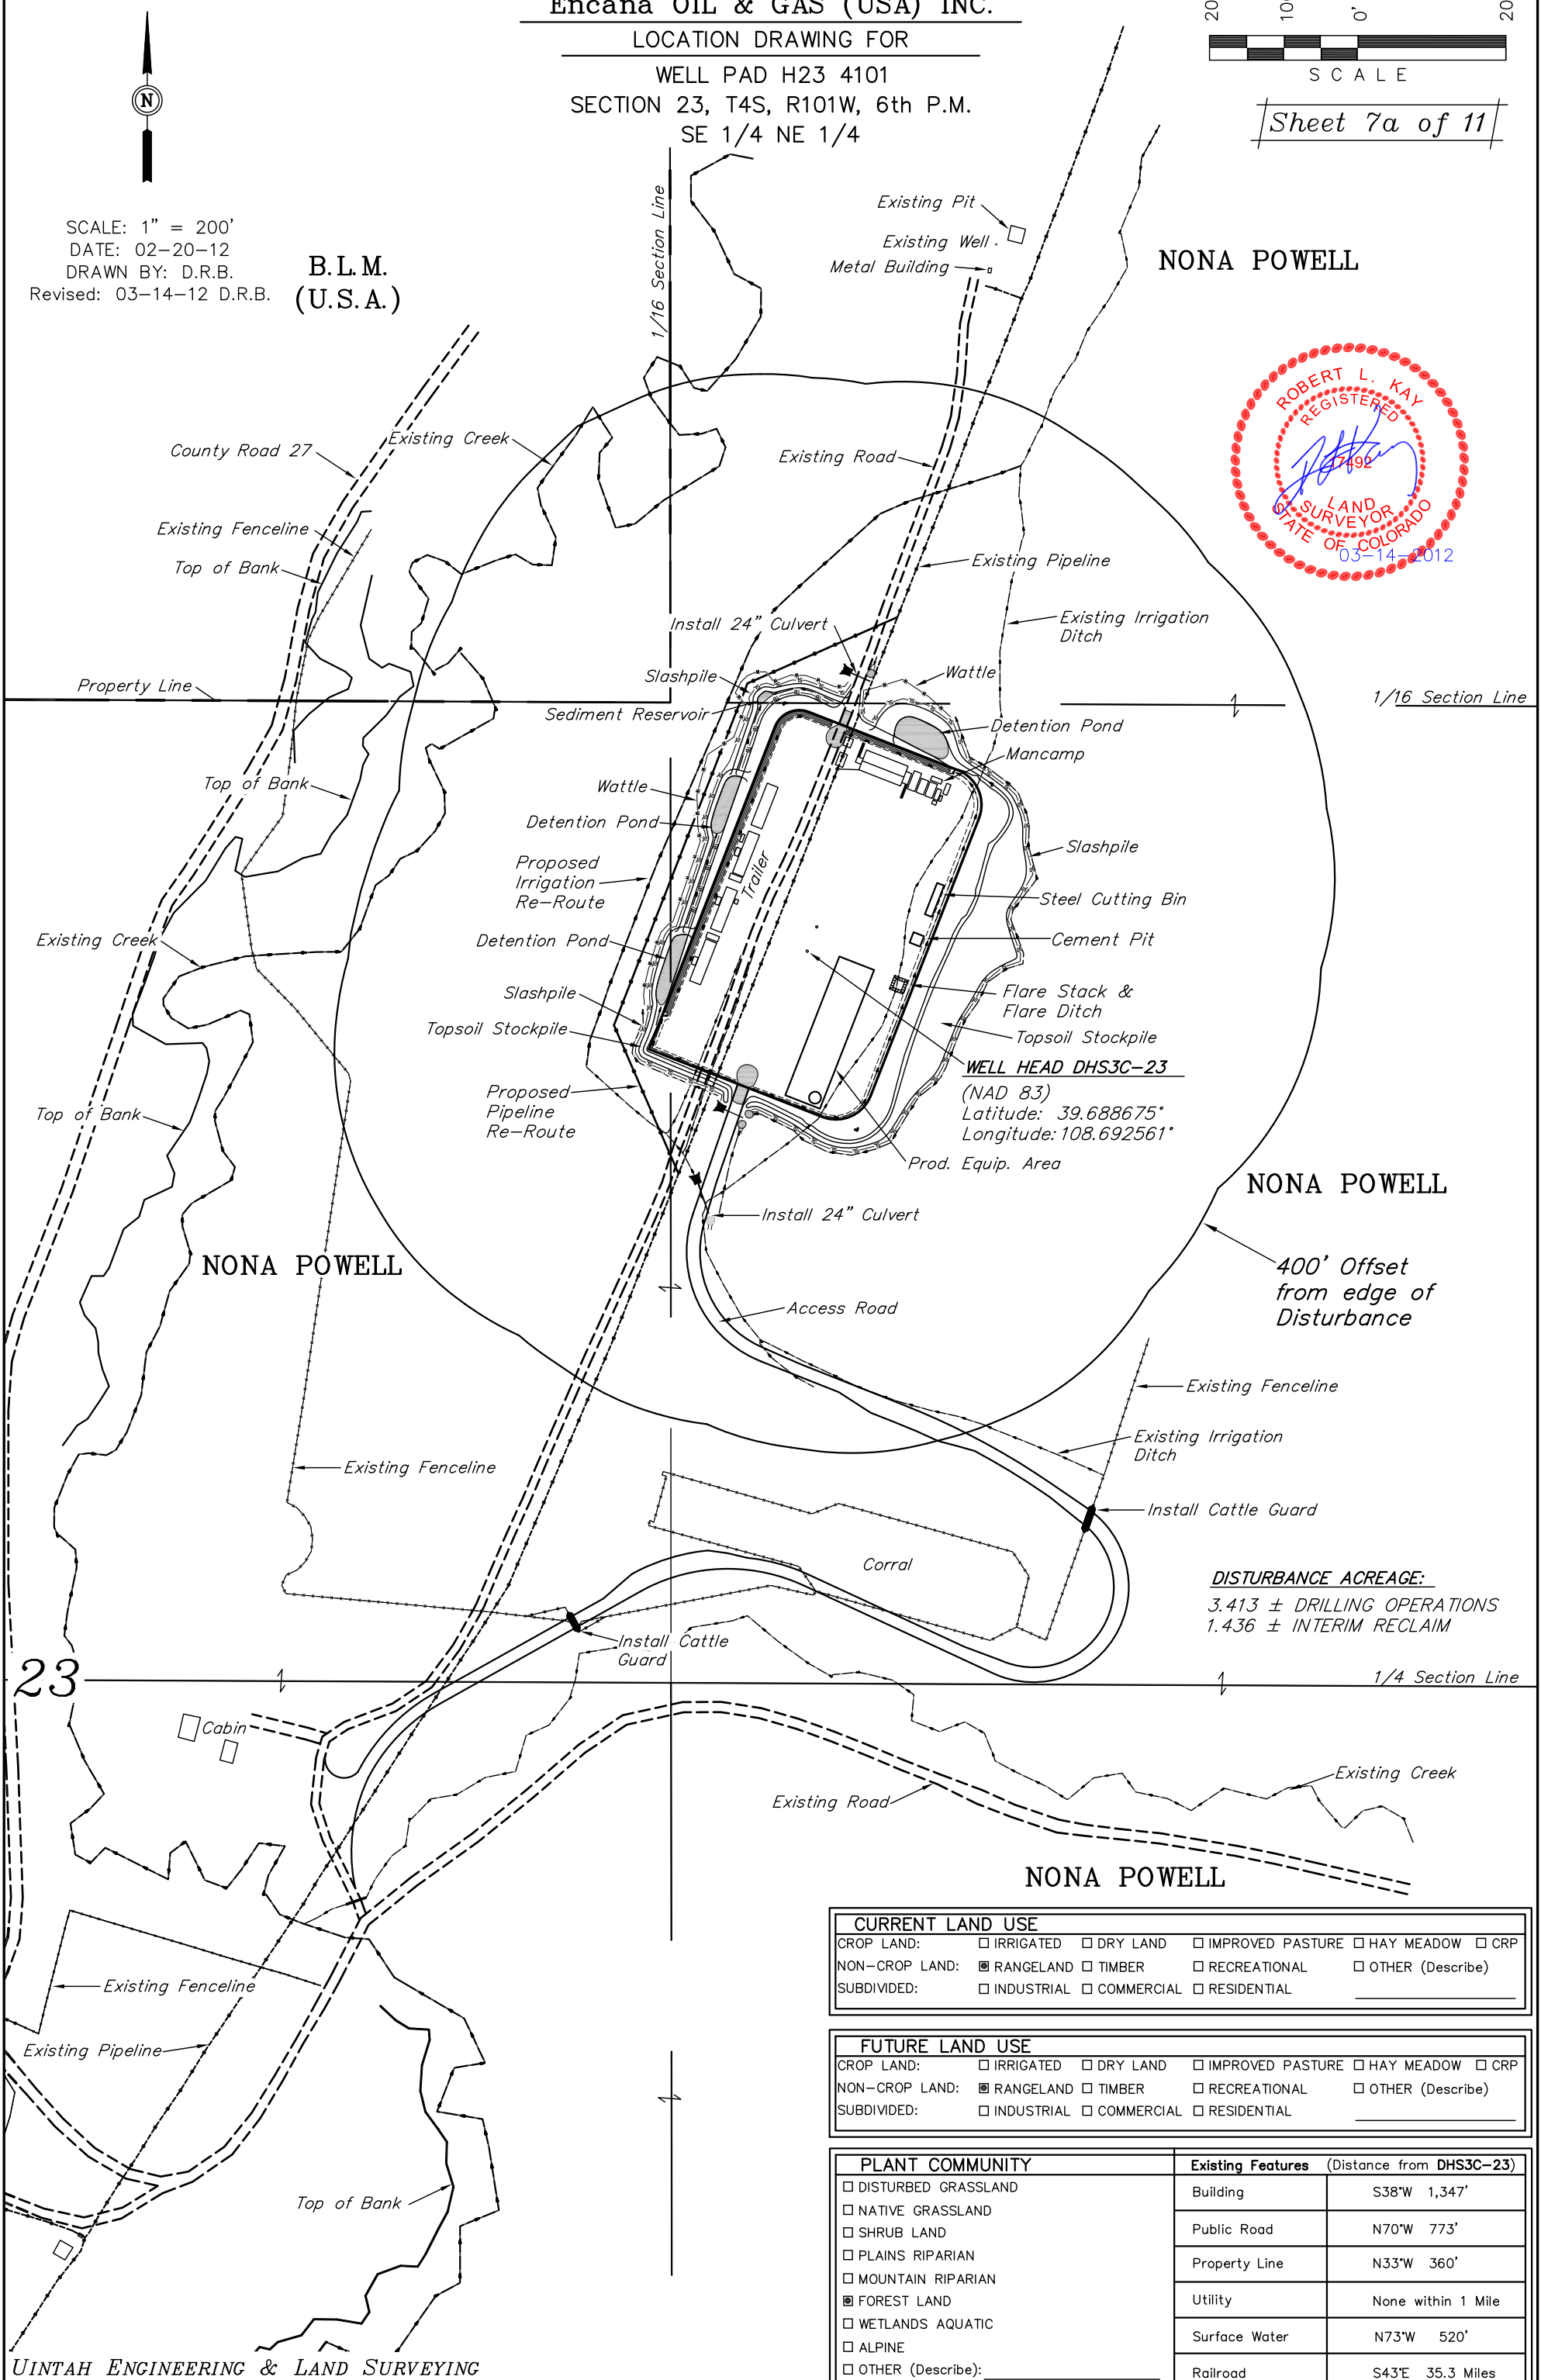 Encana OIL & GAS (USA) INC.
LOCATION DRAWING FOR
WELL PAD H23 4101
SECTION 23, T4S, R101W, 6th P.M.
SE 1/4 NE 1/4
20
10
0'
20
SCALE
Sheet 7a of 11
N
SCALE: 1" = 200'
DATE: 02-20-12
DRAWN BY: D.R.B.
Revised: 03-14-12 D.R.B.
B.L.M.
(U.S.A.)
1/16 Section Line
Existing Pit
Existing Well
Metal Building
NONA POWELL
ROBERT L. KAY
REGISTERED
17492
LAND
SURVEYOR
STATE OF COLORADO
03-14-2012
County Road 27
Existing Creek
Existing Road
Existing Fenceline
Top of Bank
Existing Pipeline
Install 24" Culvert
Existing Irrigation
Ditch
Slashpile
Wattle
Property Line
1/16 Section Line
Sediment Reservoir
Detention Pond
Mancamp
Top of Bank
Wattle
Detention Pond
Slashpile
Proposed
Irrigation
Re-Route
Trailer
Steel Cutting Bin
Existing Creek
Detention Pond
Cement Pit
Slashpile
Flare Stack &
Flare Ditch
Topsoil Stockpile
Topsoil Stockpile
WELL HEAD DHS3C-23
(NAD 83)
Latitude: 39.688675°
Longitude: 108.692561°
Proposed
Pipeline
Re-Route
Top of Bank
Prod. Equip. Area
NONA POWELL
Install 24" Culvert
NONA POWELL
400' Offset
from edge of
Disturbance
Access Road
Existing Fenceline
Existing Irrigation
Ditch
Existing Fenceline
Install Cattle Guard
Corral
DISTURBANCE ACREAGE:
3.413 ± DRILLING OPERATIONS
1.436 ± INTERIM RECLAIM
Install Cattle
Guard
23
1/4 Section Line
Cabin
Existing Creek
Existing Road
NONA POWELL
CURRENT LAND USE
CROP LAND: □ IRRIGATED □ DRY LAND □ IMPROVED PASTURE □ HAY MEADOW □ CRP
NON-CROP LAND: ▣ RANGELAND □ TIMBER □ RECREATIONAL □ OTHER (Describe)
SUBDIVIDED: □ INDUSTRIAL □ COMMERCIAL □ RESIDENTIAL
Existing Fenceline
Existing Pipeline
FUTURE LAND USE
CROP LAND: □ IRRIGATED □ DRY LAND □ IMPROVED PASTURE □ HAY MEADOW □ CRP
NON-CROP LAND: ▣ RANGELAND □ TIMBER □ RECREATIONAL □ OTHER (Describe)
SUBDIVIDED: □ INDUSTRIAL □ COMMERCIAL □ RESIDENTIAL
Top of Bank
PLANT COMMUNITY
□ DISTURBED GRASSLAND
□ NATIVE GRASSLAND
□ SHRUB LAND
□ PLAINS RIPARIAN
□ MOUNTAIN RIPARIAN
▣ FOREST LAND
□ WETLANDS AQUATIC
□ ALPINE
□ OTHER (Describe):
Existing Features (Distance from DHS3C-23)
Building S38°W 1,347'
Public Road N70°W 773'
Property Line N33°W 360'
Utility None within 1 Mile
Surface Water N73°W 520'
Railroad S43°E 35.3 Miles
UINTAH ENGINEERING & LAND SURVEYING